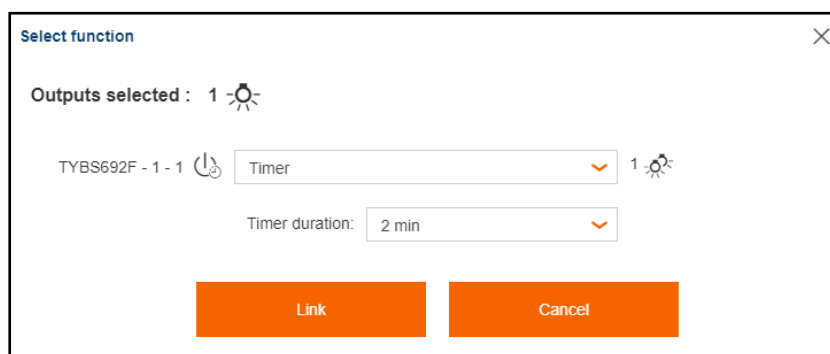 Select function
Outputs selected : 1
TYBS692F - 1 - 1 Timer 1
Timer duration: 2 min
Link Cancel